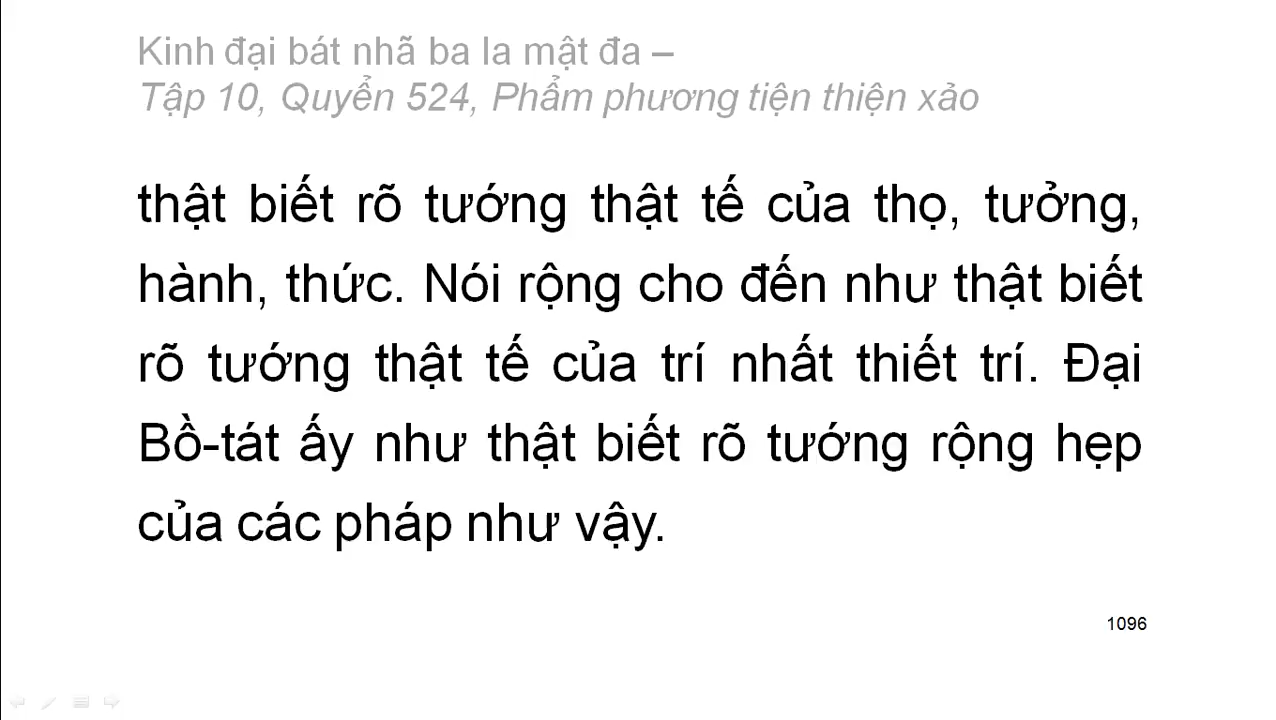 Kinh đại bát nhã ba la mật đa –
Tập 10, Quyển 524, Phẩm phương tiện thiện xảo
thật biết rõ tướng thật tế của thọ, tưởng,
hành, thức. Nói rộng cho đến như thật biết
rõ tướng thật tế của trí nhất thiết trí. Đại
Bồ-tát ấy như thật biết rõ tướng rộng hẹp
của các pháp như vậy.
1096